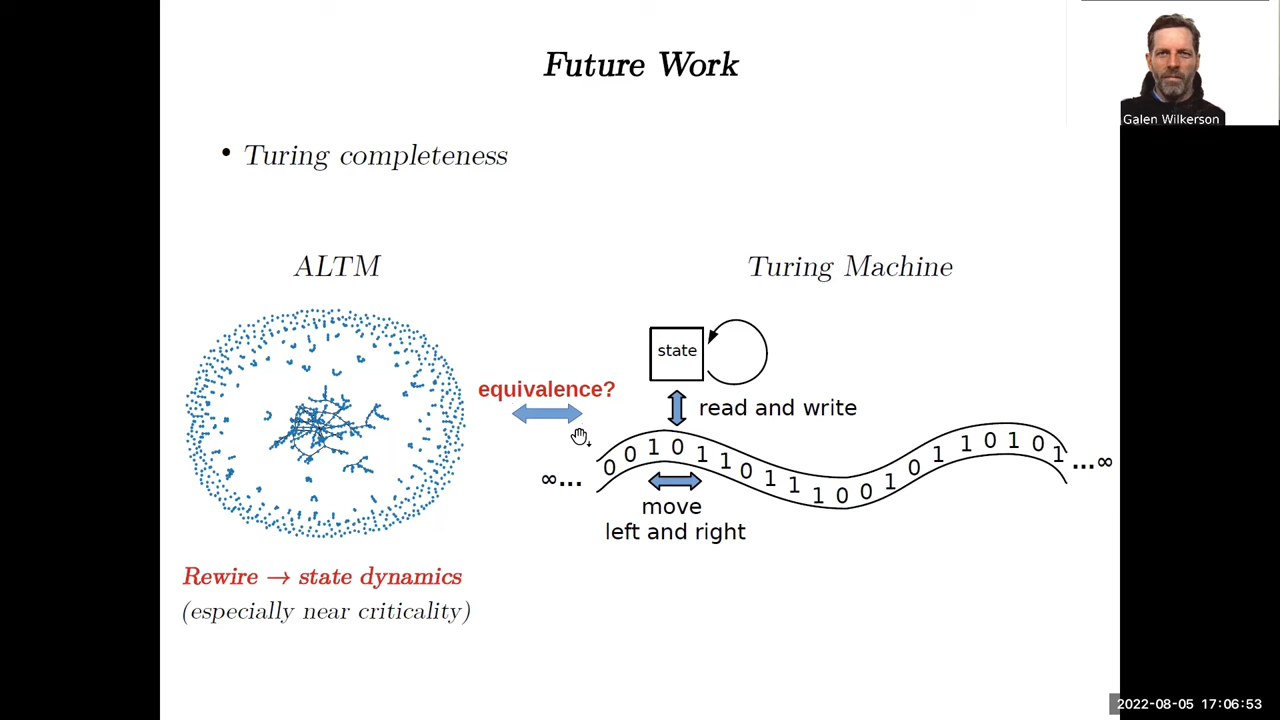 Future Work
Galen Wilkerson
• Turing completeness
ALTM
Turing Machine
state
equivalence?
read and write
∞... 0 0 1 0 1 1 0 1 1 1 0 0 1 0 1 1 0 1 0 1 ...∞
move
left and right
Rewire → state dynamics
(especially near criticality)
2022-08-05 17:06:53